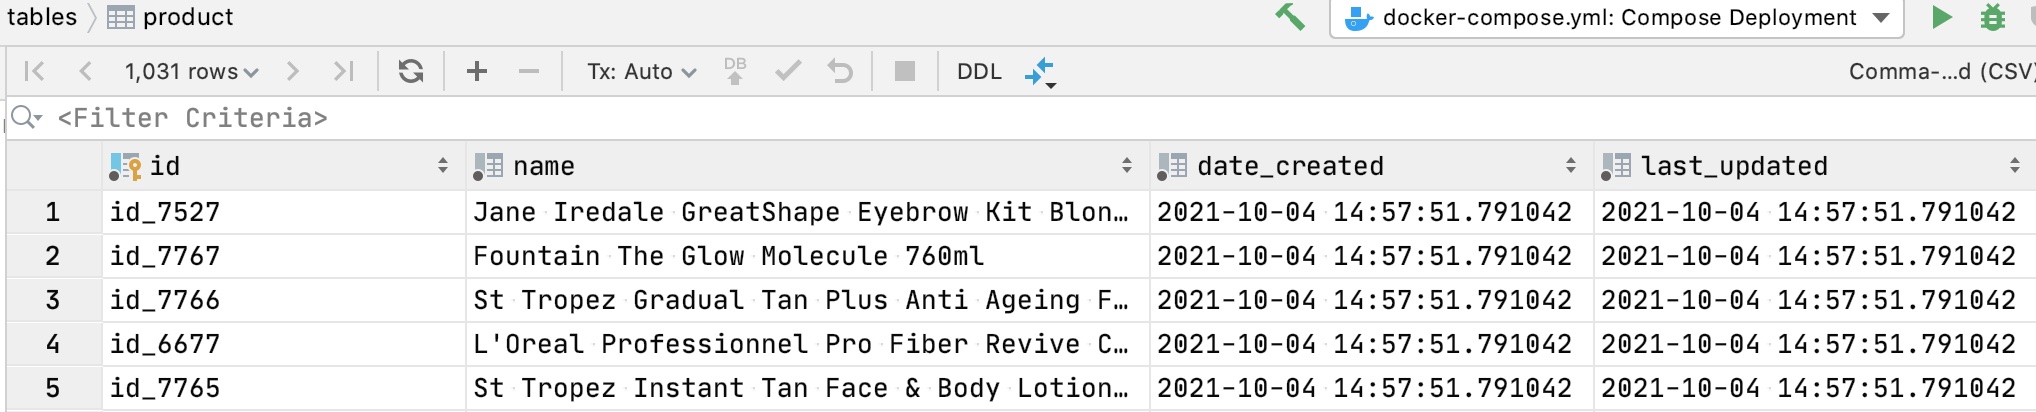 tables product docker-compose.yml: Compose Deployment
1,031 rows Tx: Auto DB DDL Comma-...d (CSV)
<Filter Criteria>
id name date_created last_updated
1 id_7527 Jane Iredale GreatShape Eyebrow Kit Blon… 2021-10-04 14:57:51.791042 2021-10-04 14:57:51.791042
2 id_7767 Fountain The Glow Molecule 760ml 2021-10-04 14:57:51.791042 2021-10-04 14:57:51.791042
3 id_7766 St Tropez Gradual Tan Plus Anti Ageing F… 2021-10-04 14:57:51.791042 2021-10-04 14:57:51.791042
4 id_6677 L'Oreal Professionnel Pro Fiber Revive C… 2021-10-04 14:57:51.791042 2021-10-04 14:57:51.791042
5 id_7765 St Tropez Instant Tan Face & Body Lotion… 2021-10-04 14:57:51.791042 2021-10-04 14:57:51.791042